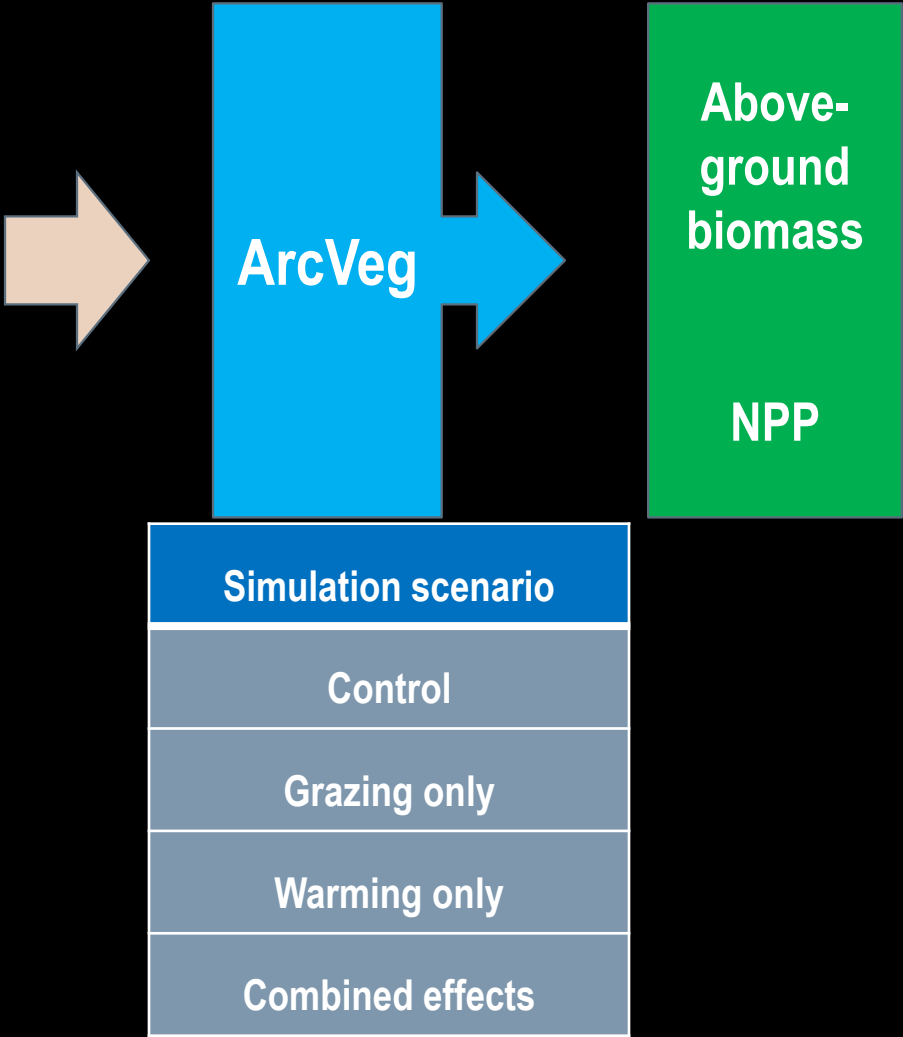 ArcVeg
Above-
ground
biomass
NPP
Simulation scenario
Control
Grazing only
Warming only
Combined effects